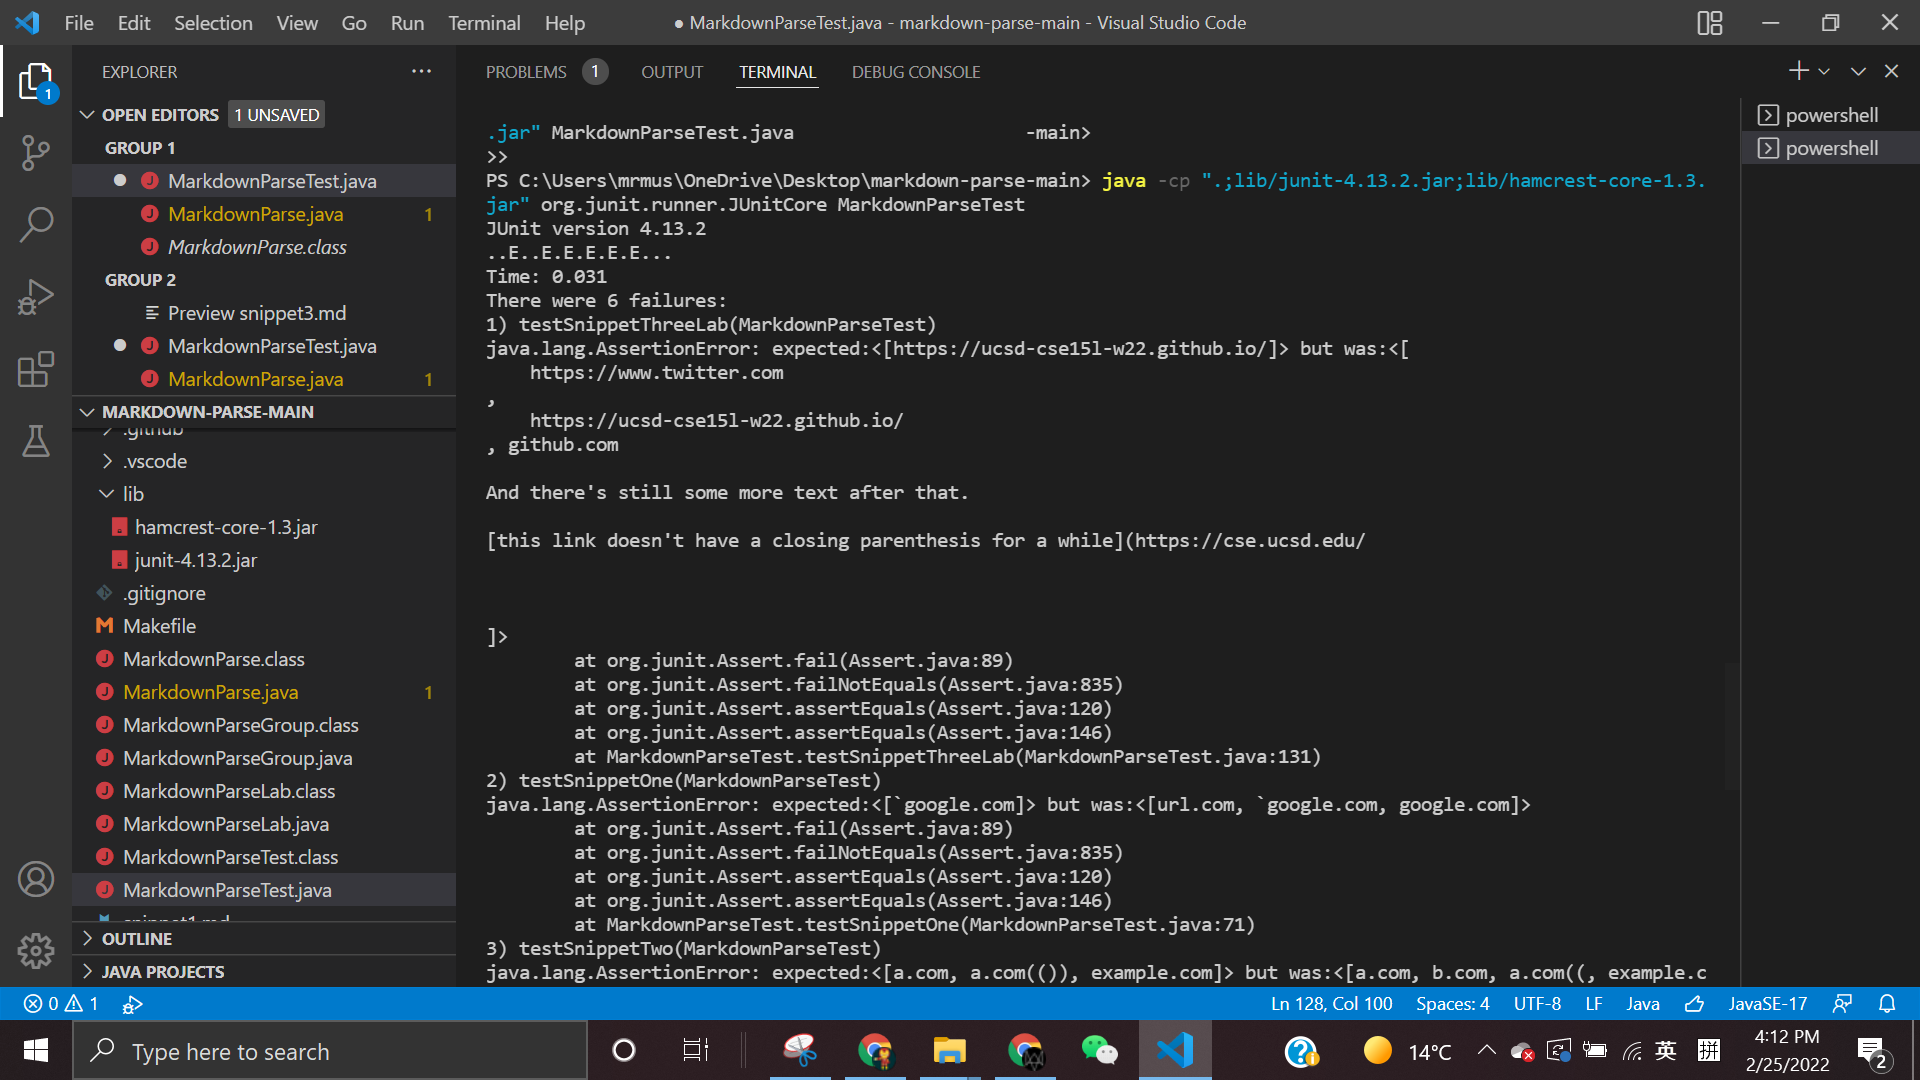 File Edit Selection View Go Run Terminal Help ● MarkdownParseTest.java - markdown-parse-main - Visual Studio Code
1
EXPLORER ···
OPEN EDITORS 1 UNSAVED
GROUP 1
MarkdownParseTest.java
MarkdownParse.java 1
MarkdownParse.class
GROUP 2
Preview snippet3.md
MarkdownParseTest.java
MarkdownParse.java 1
MARKDOWN-PARSE-MAIN
.github
.vscode
lib
hamcrest-core-1.3.jar
junit-4.13.2.jar
.gitignore
Makefile
MarkdownParse.class
MarkdownParse.java 1
MarkdownParseGroup.class
MarkdownParseGroup.java
MarkdownParseLab.class
MarkdownParseLab.java
MarkdownParseTest.class
MarkdownParseTest.java
snippet1.md
OUTLINE
JAVA PROJECTS
PROBLEMS 1 OUTPUT TERMINAL DEBUG CONSOLE
powershell
powershell
.jar" MarkdownParseTest.java -main>
>>
PS C:\Users\mrmus\OneDrive\Desktop\markdown-parse-main> java -cp ".;lib/junit-4.13.2.jar;lib/hamcrest-core-1.3.
jar" org.junit.runner.JUnitCore MarkdownParseTest
JUnit version 4.13.2
..E..E.E.E.E.E...
Time: 0.031
There were 6 failures:
1) testSnippetThreeLab(MarkdownParseTest)
java.lang.AssertionError: expected:<[https://ucsd-cse15l-w22.github.io/]> but was:<[
https://www.twitter.com
,
https://ucsd-cse15l-w22.github.io/
, github.com
And there's still some more text after that.
[this link doesn't have a closing parenthesis for a while](https://cse.ucsd.edu/
]>
at org.junit.Assert.fail(Assert.java:89)
at org.junit.Assert.failNotEquals(Assert.java:835)
at org.junit.Assert.assertEquals(Assert.java:120)
at org.junit.Assert.assertEquals(Assert.java:146)
at MarkdownParseTest.testSnippetThreeLab(MarkdownParseTest.java:131)
2) testSnippetOne(MarkdownParseTest)
java.lang.AssertionError: expected:<[`google.com]> but was:<[url.com, `google.com, google.com]>
at org.junit.Assert.fail(Assert.java:89)
at org.junit.Assert.failNotEquals(Assert.java:835)
at org.junit.Assert.assertEquals(Assert.java:120)
at org.junit.Assert.assertEquals(Assert.java:146)
at MarkdownParseTest.testSnippetOne(MarkdownParseTest.java:71)
3) testSnippetTwo(MarkdownParseTest)
java.lang.AssertionError: expected:<[a.com, a.com(()), example.com]> but was:<[a.com, b.com, a.com((, example.c
0 1 Ln 128, Col 100 Spaces: 4 UTF-8 LF Java JavaSE-17
Type here to search 14°C 英 拼 4:12 PM
2/25/2022 2